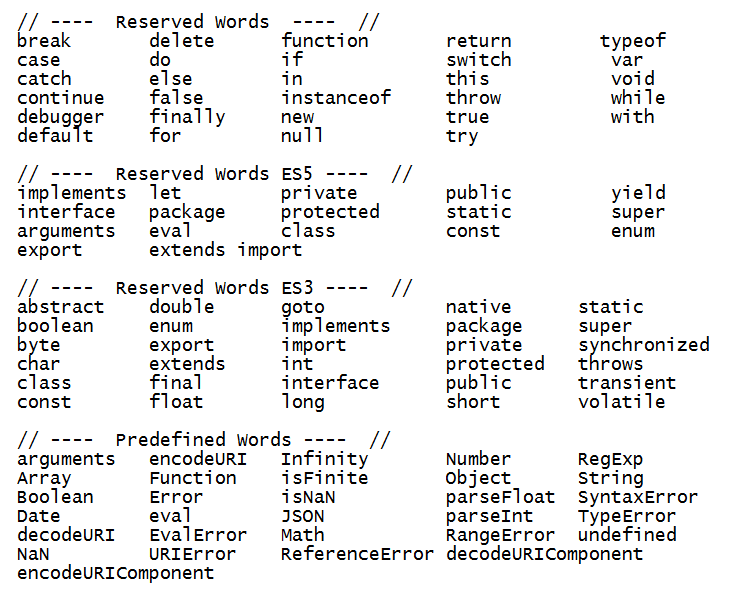 // ----  Reserved Words  ----  //
break       delete      function       return        typeof
case        do          if             switch         var
catch       else        in             this           void
continue    false       instanceof     throw          while
debugger    finally     new            true           with
default     for         null           try
// ----  Reserved Words ES5 ----  //
implements  let         private        public         yield
interface   package     protected      static         super
arguments   eval        class          const          enum
export      extends import
// ----  Reserved Words ES3 ----  //
abstract    double      goto           native      static
boolean     enum        implements     package     super
byte        export      import         private     synchronized
char        extends     int            protected   throws
class       final       interface      public      transient
const       float       long           short       volatile
// ----  Predefined Words ----  //
arguments   encodeURI   Infinity       Number      RegExp
Array       Function    isFinite       Object      String
Boolean     Error       isNaN          parseFloat  SyntaxError
Date        eval        JSON           parseInt    TypeError
decodeURI   EvalError   Math           RangeError  undefined
NaN         URIError    ReferenceError decodeURIComponent
encodeURIComponent